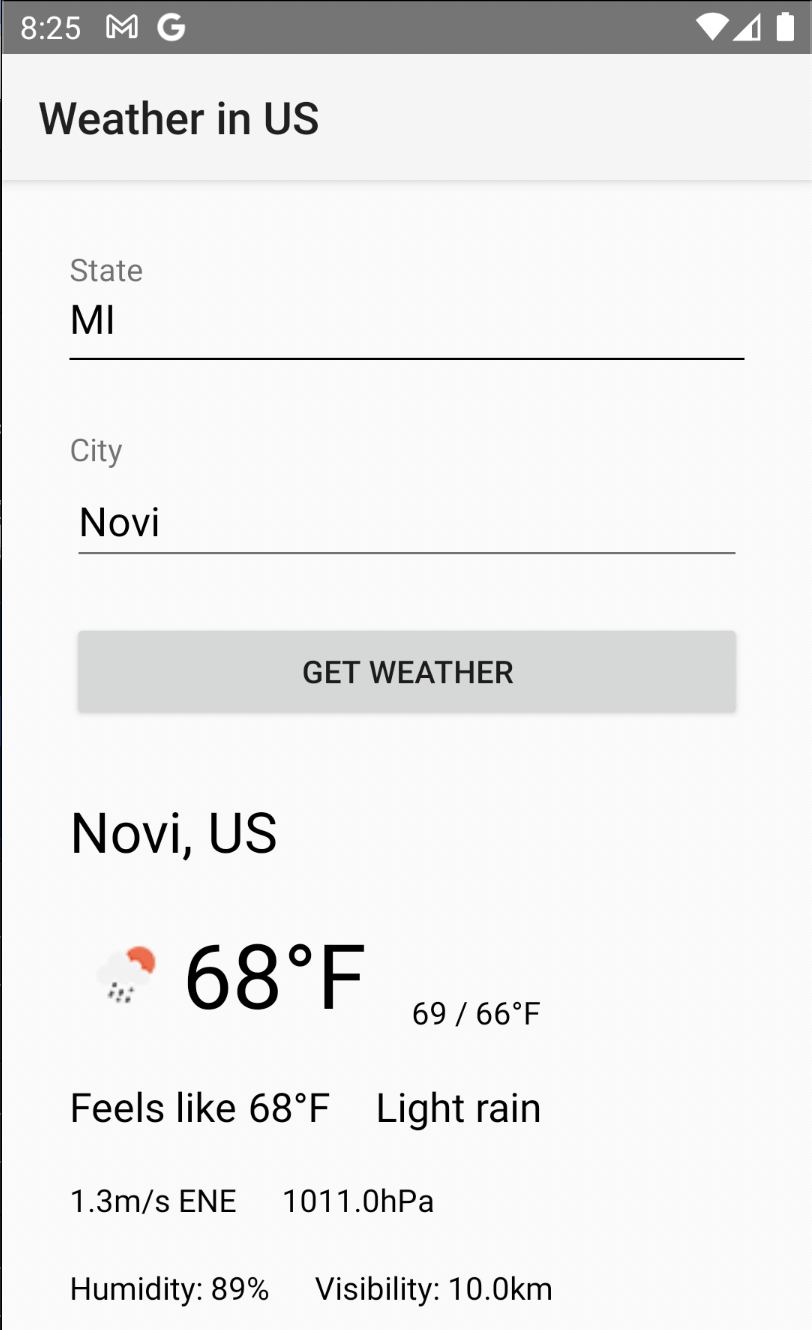 8:25
Weather in US
State
MI
City
Novi
GET WEATHER
Novi, US
68°F 69 / 66°F
Feels like 68°F Light rain
1.3m/s ENE 1011.0hPa
Humidity: 89% Visibility: 10.0km